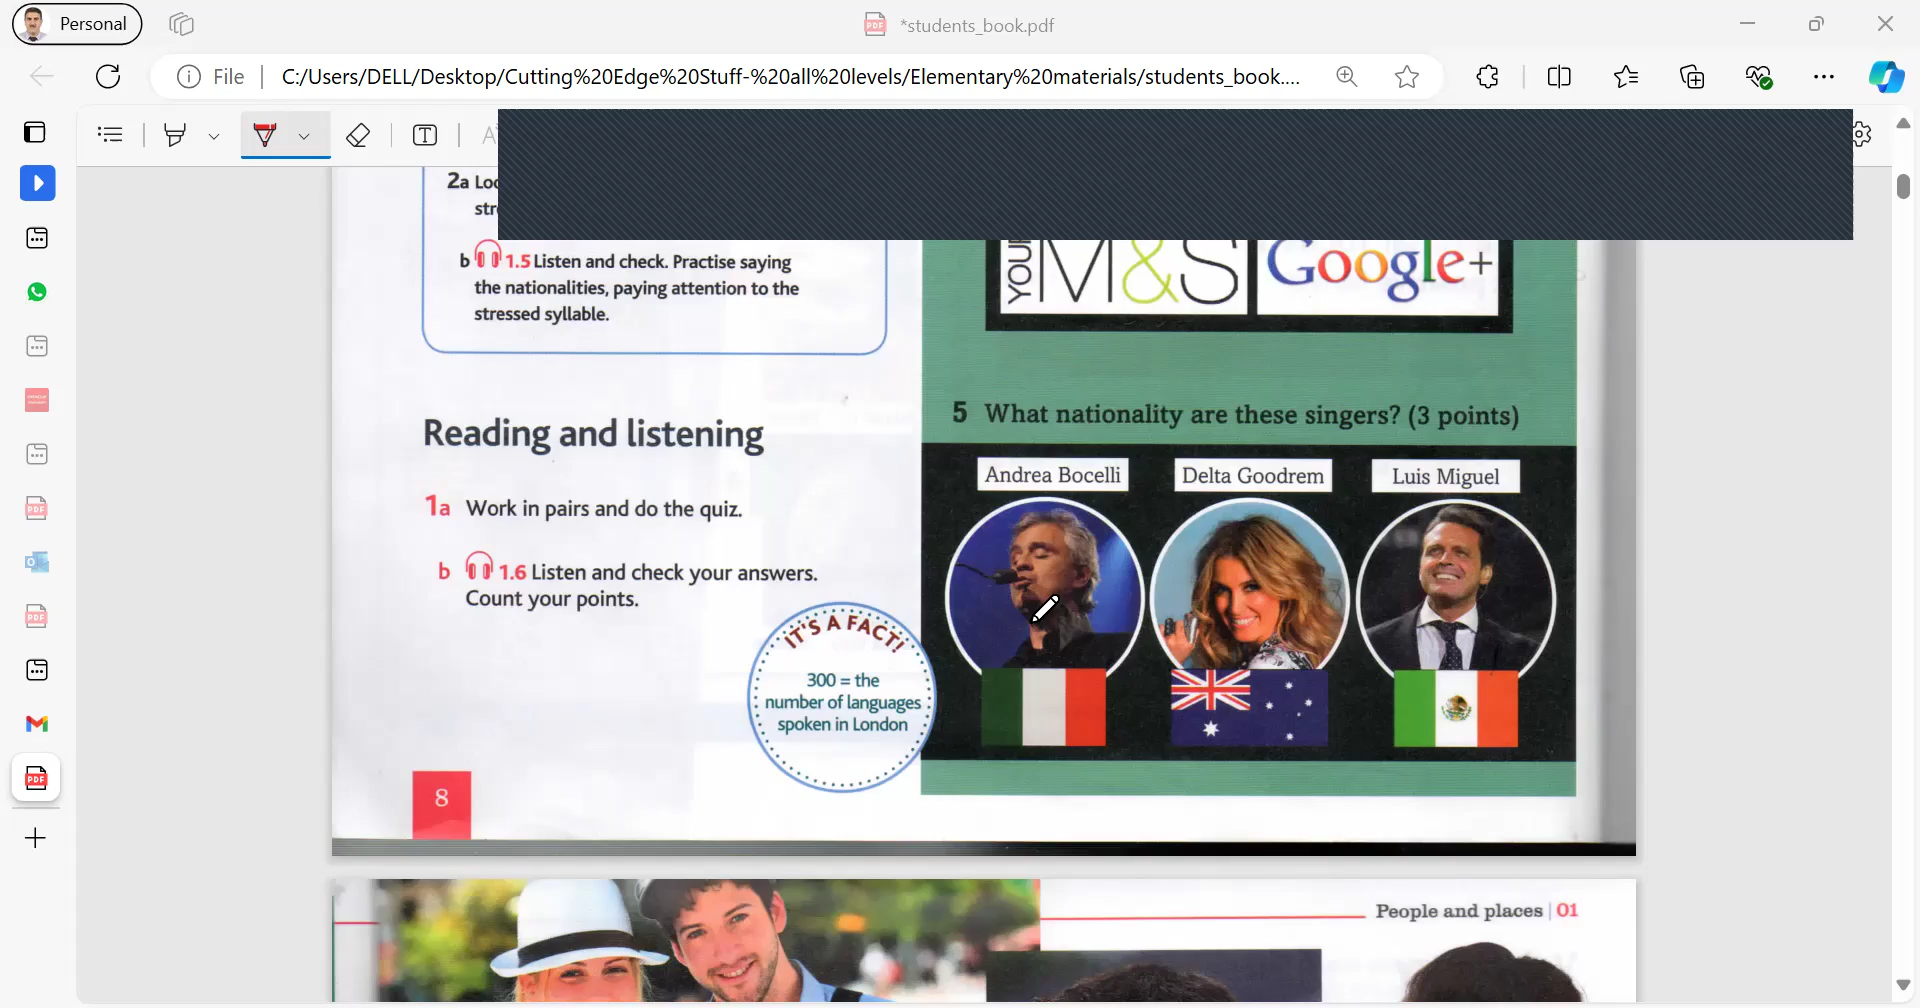 Personal
*students_book.pdf
File
C:/Users/DELL/Desktop/Cutting%20Edge%20Stuff-%20all%20levels/Elementary%20materials/students_book....
2a
b 1.5 Listen and check. Practise saying
the nationalities, paying attention to the
stressed syllable.
Reading and listening
1a Work in pairs and do the quiz.
b 1.6 Listen and check your answers.
Count your points.
IT'S A FACT!
300 = the
number of languages
spoken in London
8
YOUR
M&S
Google+
5 What nationality are these singers? (3 points)
Andrea Bocelli
Delta Goodrem
Luis Miguel
People and places | 01